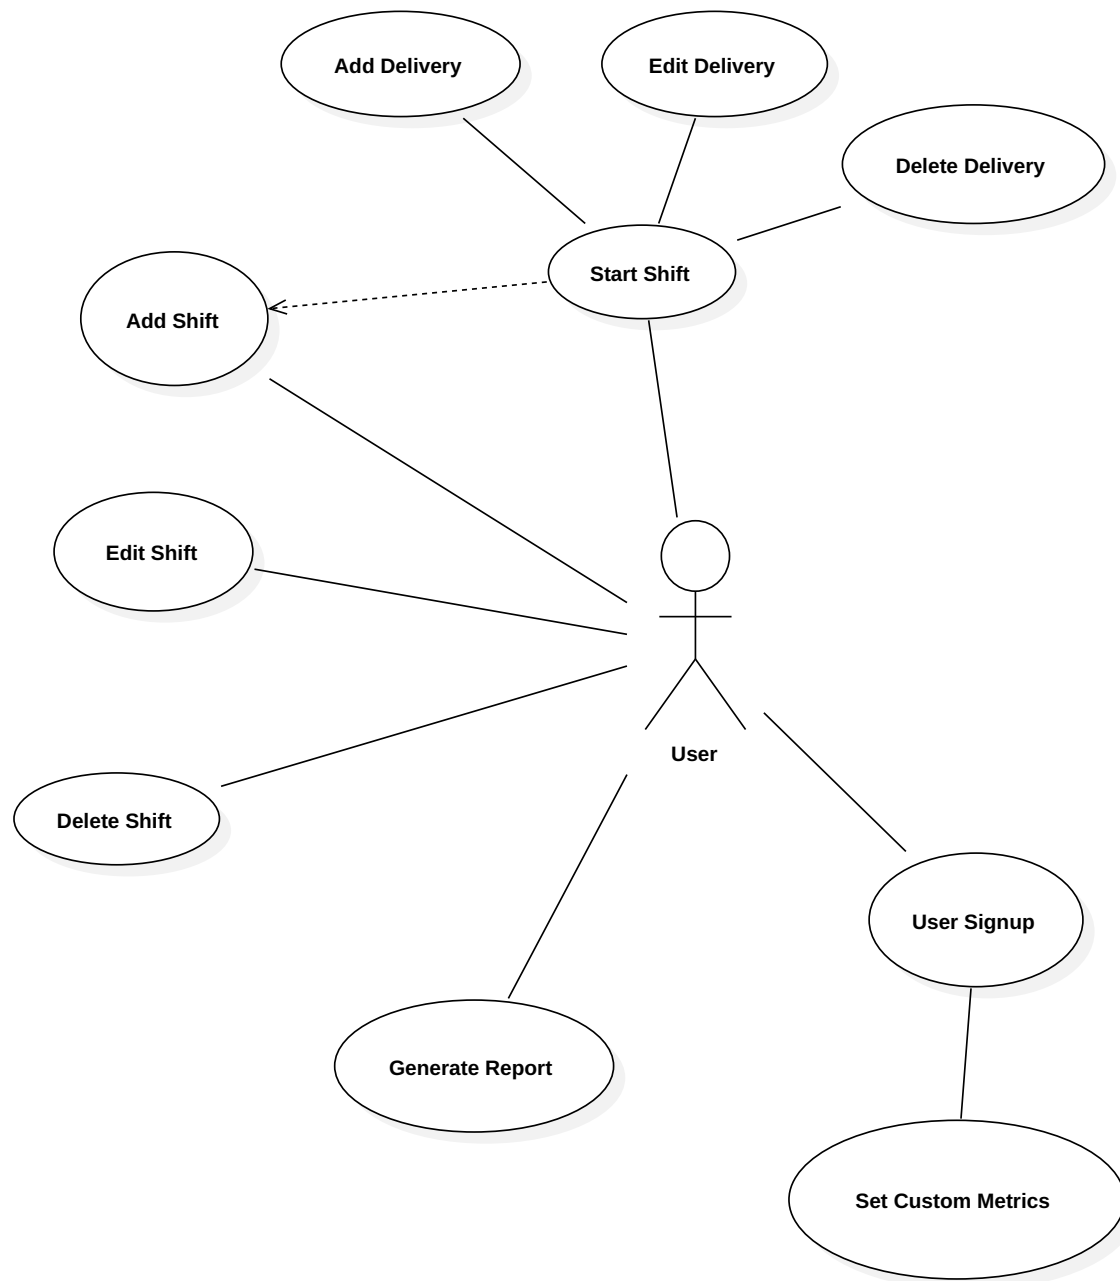 Add Delivery
Edit Delivery
Delete Delivery
Start Shift
Add Shift
Edit Shift
User
Delete Shift
User Signup
Generate Report
Set Custom Metrics